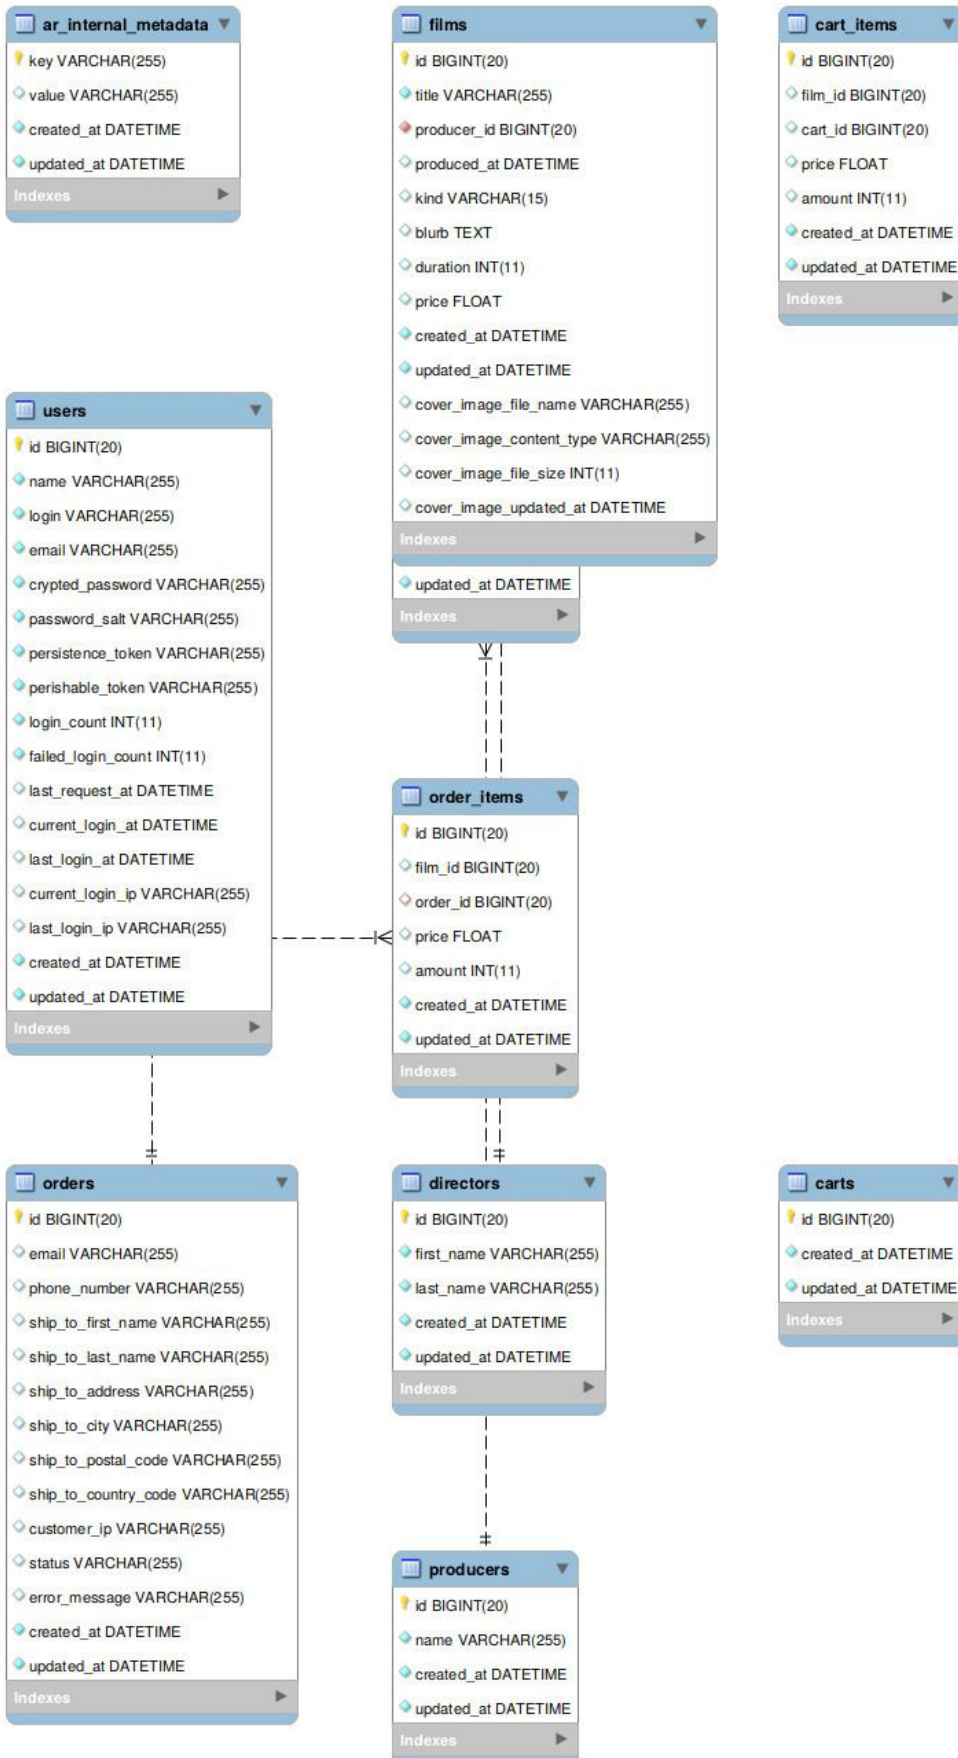 ar_internal_metadata
key VARCHAR(255)
value VARCHAR(255)
created_at DATETIME
updated_at DATETIME
Indexes
films
id BIGINT(20)
title VARCHAR(255)
producer_id BIGINT(20)
produced_at DATETIME
kind VARCHAR(15)
blurb TEXT
duration INT(11)
price FLOAT
created_at DATETIME
updated_at DATETIME
cover_image_file_name VARCHAR(255)
cover_image_content_type VARCHAR(255)
cover_image_file_size INT(11)
cover_image_updated_at DATETIME
Indexes
updated_at DATETIME
Indexes
cart_items
id BIGINT(20)
film_id BIGINT(20)
cart_id BIGINT(20)
price FLOAT
amount INT(11)
created_at DATETIME
updated_at DATETIME
Indexes
users
id BIGINT(20)
name VARCHAR(255)
login VARCHAR(255)
email VARCHAR(255)
crypted_password VARCHAR(255)
password_salt VARCHAR(255)
persistence_token VARCHAR(255)
perishable_token VARCHAR(255)
login_count INT(11)
failed_login_count INT(11)
last_request_at DATETIME
current_login_at DATETIME
last_login_at DATETIME
current_login_ip VARCHAR(255)
last_login_ip VARCHAR(255)
created_at DATETIME
updated_at DATETIME
Indexes
order_items
id BIGINT(20)
film_id BIGINT(20)
order_id BIGINT(20)
price FLOAT
amount INT(11)
created_at DATETIME
updated_at DATETIME
Indexes
orders
id BIGINT(20)
email VARCHAR(255)
phone_number VARCHAR(255)
ship_to_first_name VARCHAR(255)
ship_to_last_name VARCHAR(255)
ship_to_address VARCHAR(255)
ship_to_city VARCHAR(255)
ship_to_postal_code VARCHAR(255)
ship_to_country_code VARCHAR(255)
customer_ip VARCHAR(255)
status VARCHAR(255)
error_message VARCHAR(255)
created_at DATETIME
updated_at DATETIME
Indexes
directors
id BIGINT(20)
first_name VARCHAR(255)
last_name VARCHAR(255)
created_at DATETIME
updated_at DATETIME
Indexes
carts
id BIGINT(20)
created_at DATETIME
updated_at DATETIME
Indexes
producers
id BIGINT(20)
name VARCHAR(255)
created_at DATETIME
updated_at DATETIME
Indexes